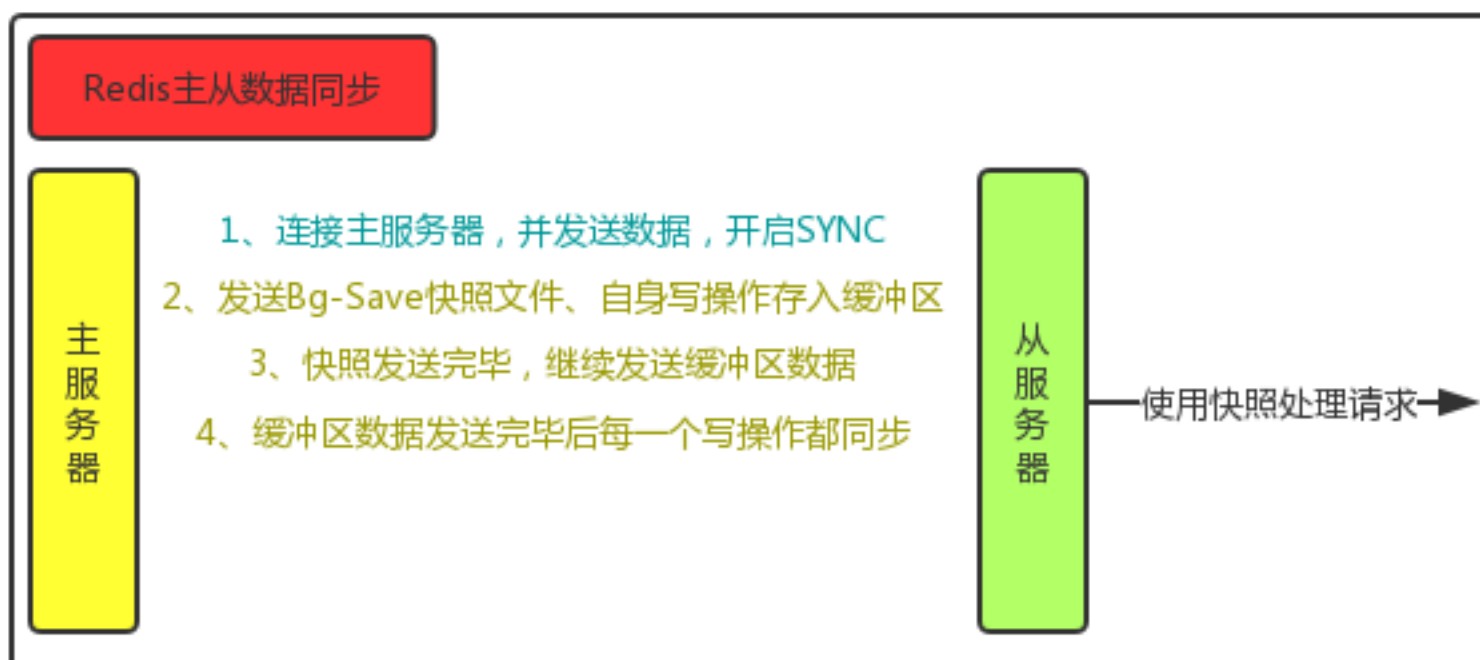 Redis主从数据同步
1、连接主服务器，并发送数据，开启SYNC
2、发送Bg-Save快照文件、自身写操作存入缓冲区
3、快照发送完毕，继续发送缓冲区数据
4、缓冲区数据发送完毕后每一个写操作都同步
主服务器
从服务器
使用快照处理请求